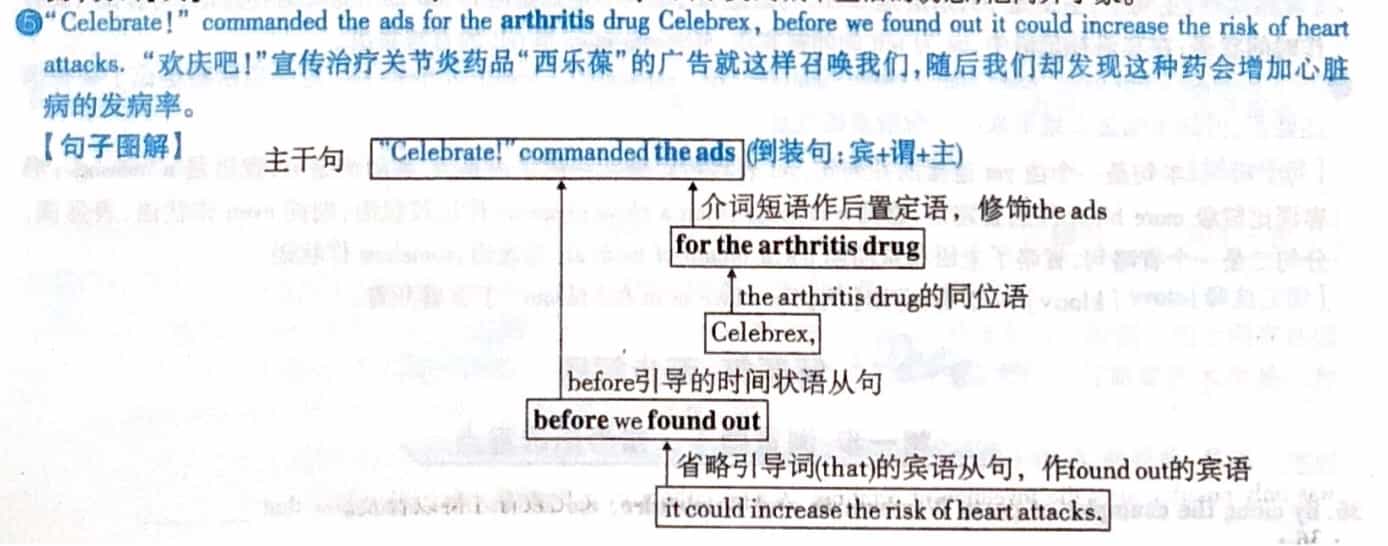 ⑤“Celebrate!” commanded the ads for the arthritis drug Celebrex, before we found out it could increase the risk of heart
attacks. “欢庆吧!”宣传治疗关节炎药品“西乐葆”的广告就这样召唤我们,随后我们却发现这种药会增加心脏
病的发病率。
【句子图解】
主干句 "Celebrate!" commanded the ads (倒装句:宾+谓+主)
介词短语作后置定语，修饰the ads
for the arthritis drug
the arthritis drug的同位语
Celebrex,
before引导的时间状语从句
before we found out
省略引导词(that)的宾语从句，作found out的宾语
it could increase the risk of heart attacks.